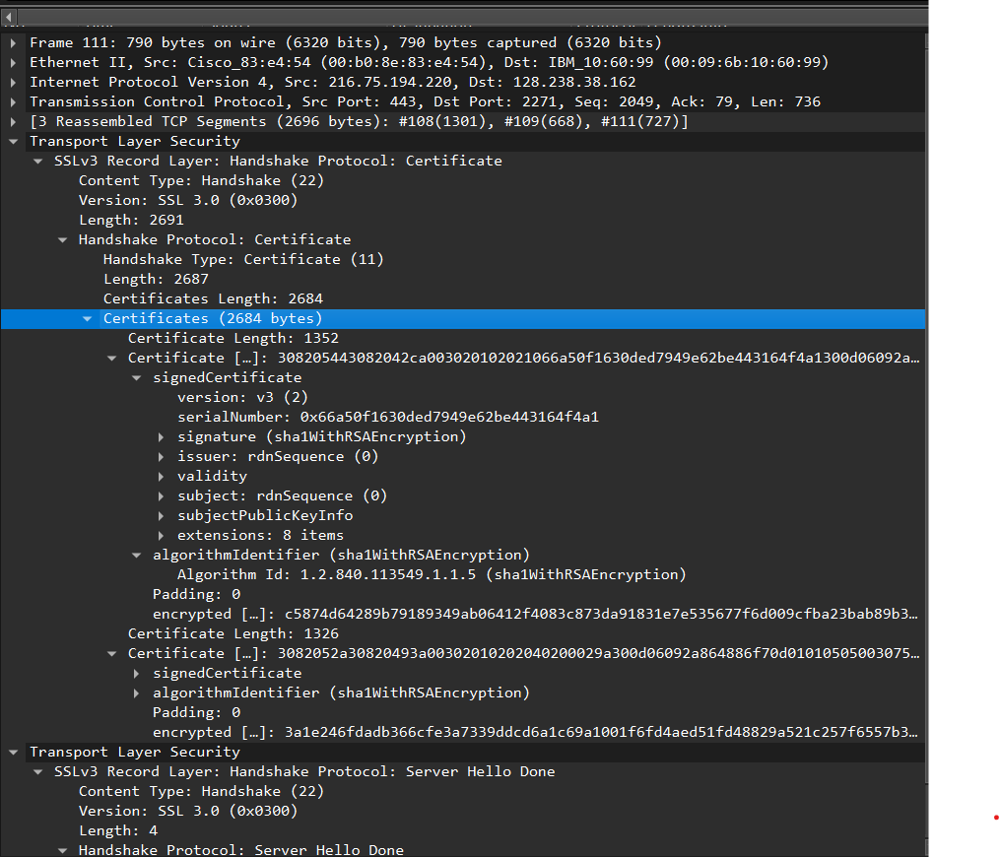 Frame 111: 790 bytes on wire (6320 bits), 790 bytes captured (6320 bits)
Ethernet II, Src: Cisco_83:e4:54 (00:b0:8e:83:e4:54), Dst: IBM_10:60:99 (00:09:6b:10:60:99)
Internet Protocol Version 4, Src: 216.75.194.220, Dst: 128.238.38.162
Transmission Control Protocol, Src Port: 443, Dst Port: 2271, Seq: 2049, Ack: 79, Len: 736
[3 Reassembled TCP Segments (2696 bytes): #108(1301), #109(668), #111(727)]
Transport Layer Security
SSLv3 Record Layer: Handshake Protocol: Certificate
Content Type: Handshake (22)
Version: SSL 3.0 (0x0300)
Length: 2691
Handshake Protocol: Certificate
Handshake Type: Certificate (11)
Length: 2687
Certificates Length: 2684
Certificates (2684 bytes)
Certificate Length: 1352
Certificate […]: 308205443082042ca003020102021066a50f1630ded7949e62be443164f4a1300d06092a…
signedCertificate
version: v3 (2)
serialNumber: 0x66a50f1630ded7949e62be443164f4a1
signature (sha1WithRSAEncryption)
issuer: rdnSequence (0)
validity
subject: rdnSequence (0)
subjectPublicKeyInfo
extensions: 8 items
algorithmIdentifier (sha1WithRSAEncryption)
Algorithm Id: 1.2.840.113549.1.1.5 (sha1WithRSAEncryption)
Padding: 0
encrypted […]: c5874d64289b79189349ab06412f4083c873da91831e7e535677f6d009cfba23bab89b3…
Certificate Length: 1326
Certificate […]: 3082052a30820493a00302010202040200029a300d06092a864886f70d01010505003075…
signedCertificate
algorithmIdentifier (sha1WithRSAEncryption)
Padding: 0
encrypted […]: 3a1e246fdadb366cfe3a7339ddcd6a1c69a1001f6fd4aed51fd48829a521c257f6557b3…
Transport Layer Security
SSLv3 Record Layer: Handshake Protocol: Server Hello Done
Content Type: Handshake (22)
Version: SSL 3.0 (0x0300)
Length: 4
Handshake Protocol: Server Hello Done